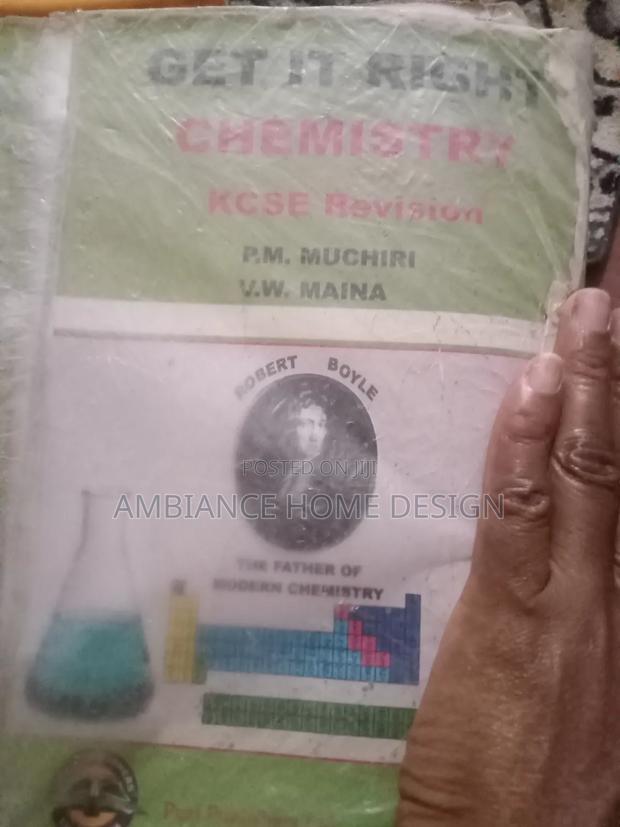 GET IT RIGHT
CHEMISTRY
KCSE Revision
P.M. MUCHIRI
V.W. MAINA
ROBERT BOYLE
POSTED ON JIJI
AMBIANCE HOME DESIGN
THE FATHER OF
MODERN CHEMISTRY